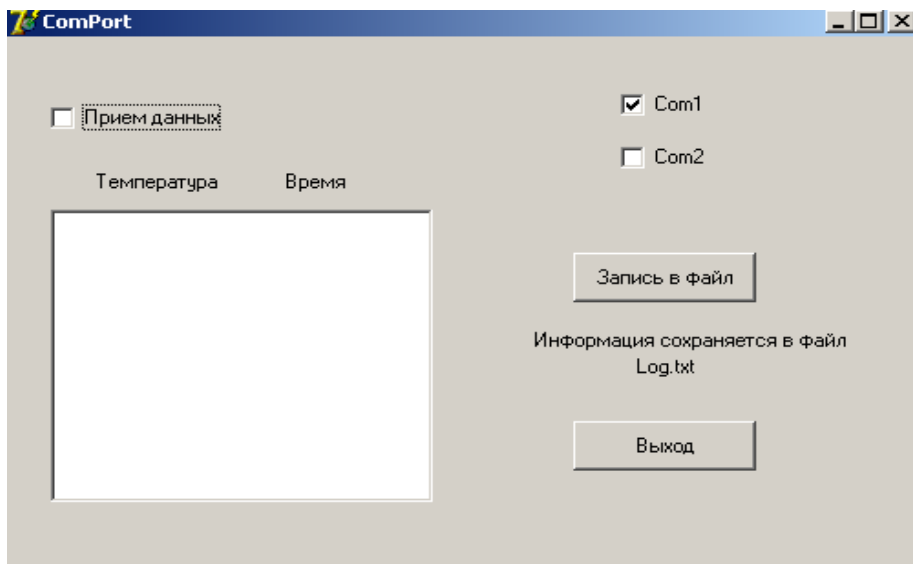 ComPort
Прием данных
Com1
Com2
Температура Время
Запись в файл
Информация сохраняется в файл
Log.txt
Выход